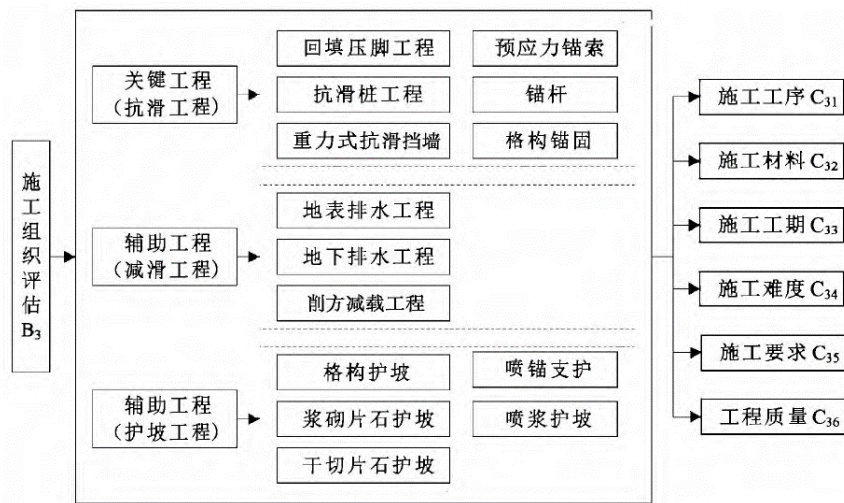 施工组织评估B₃
关键工程
(抗滑工程)
回填压脚工程
预应力锚索
抗滑桩工程
锚杆
重力式抗滑挡墙
格构锚固
辅助工程
(减滑工程)
地表排水工程
地下排水工程
削方减载工程
辅助工程
(护坡工程)
格构护坡
喷锚支护
浆砌片石护坡
喷浆护坡
干切片石护坡
施工工序 C₃₁
施工材料 C₃₂
施工工期 C₃₃
施工难度 C₃₄
施工要求 C₃₅
工程质量 C₃₆